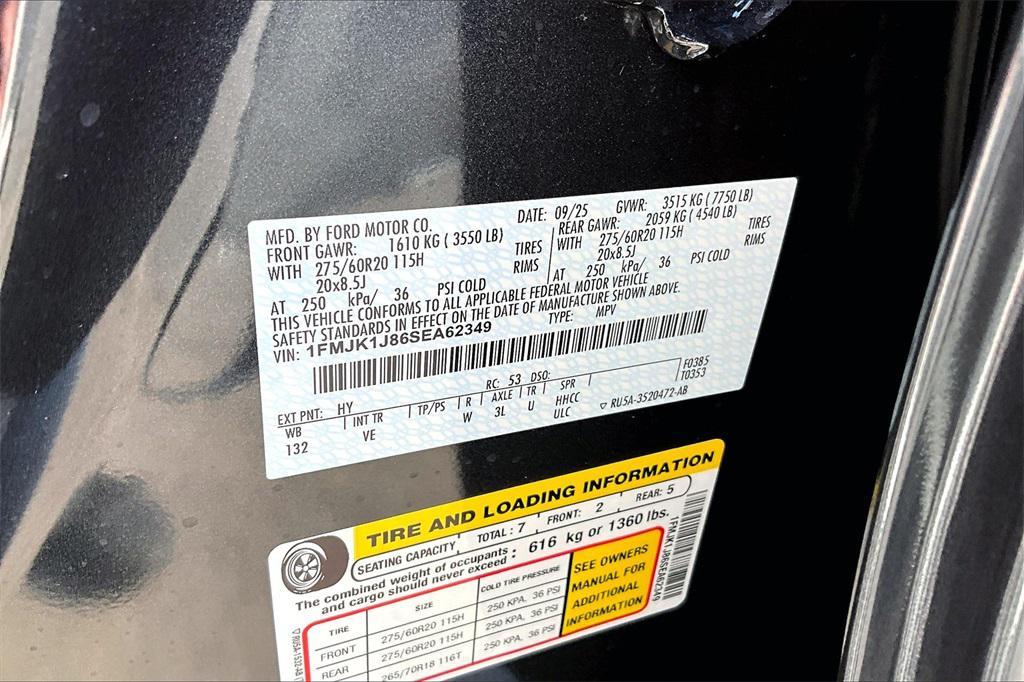 MFD. BY FORD MOTOR CO. DATE: 09/25 GVWR: 3515 KG ( 7750 LB)
FRONT GAWR: 1610 KG ( 3550 LB) REAR GAWR: 2059 KG ( 4540 LB)
WITH 275/60R20 115H TIRES WITH 275/60R20 115H TIRES
20x8.5J RIMS 20x8.5J RIMS
AT 250 kPa/ 36 PSI COLD AT 250 kPa/ 36 PSI COLD
THIS VEHICLE CONFORMS TO ALL APPLICABLE FEDERAL MOTOR VEHICLE
SAFETY STANDARDS IN EFFECT ON THE DATE OF MANUFACTURE SHOWN ABOVE.
VIN: 1FMJK1J86SEA62349 TYPE: MPV
F0385
T0353
EXT PNT: HY RC: 53 DSO:
WB INT TR TP/PS R AXLE TR SPR
132 VE W 3L U HHCC
ULC
▽ RU5A-3520472-AB
TIRE AND LOADING INFORMATION
SEATING CAPACITY, TOTAL: 7 FRONT: 2 REAR: 5
The combined weight of occupants
and cargo should never exceed : 616 kg or 1360 lbs.
TIRE SIZE COLD TIRE PRESSURE
FRONT 275/60R20 115H 250 KPA, 36 PSI
REAR 275/60R20 115H 250 KPA, 36 PSI
265/70R18 116T 250 KPA, 36 PSI
SEE OWNERS
MANUAL FOR
ADDITIONAL
INFORMATION
1FMJK1J86SEA62349